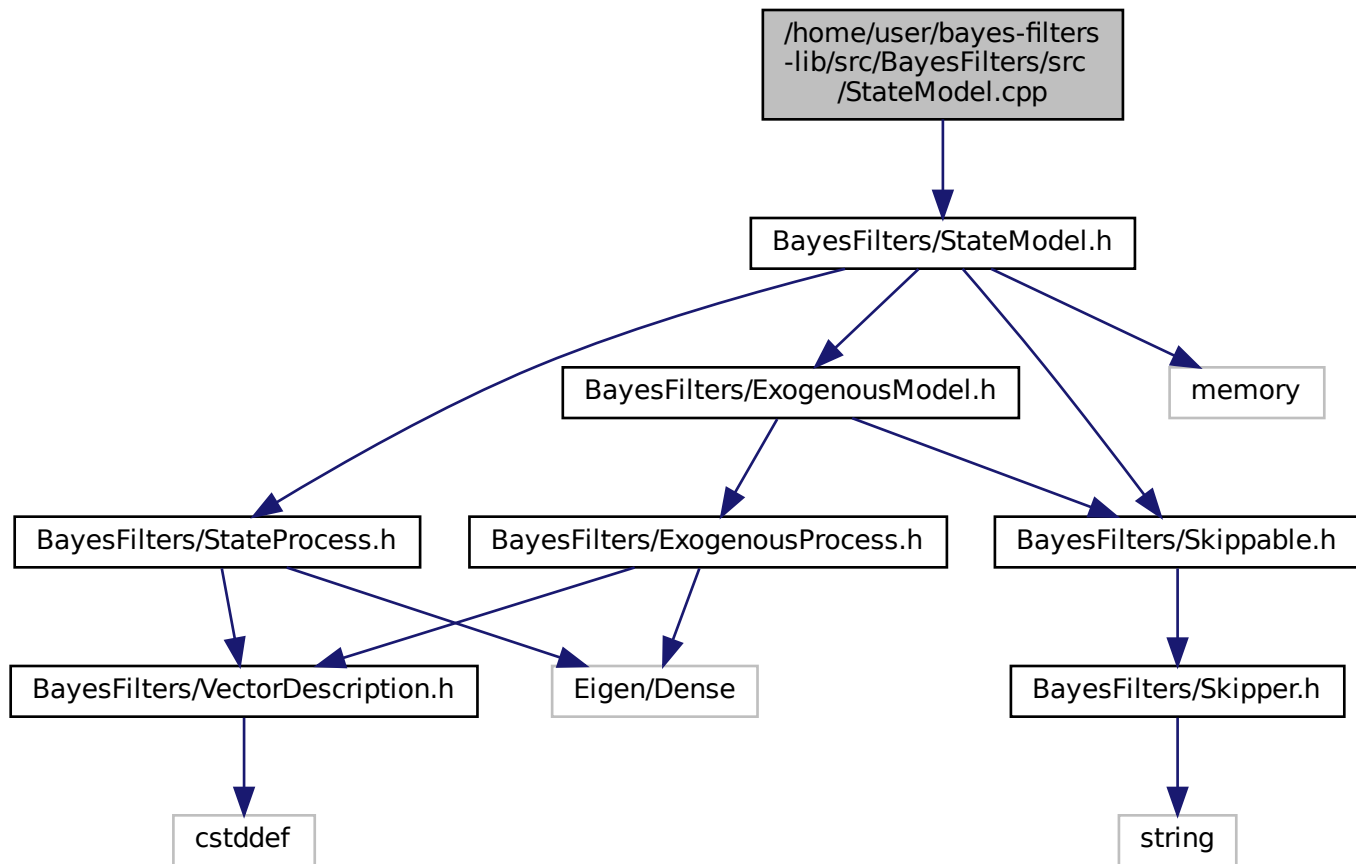 /home/user/bayes-filters
-lib/src/BayesFilters/src
/StateModel.cpp
BayesFilters/StateModel.h
BayesFilters/ExogenousModel.h
memory
BayesFilters/StateProcess.h
BayesFilters/ExogenousProcess.h
BayesFilters/Skippable.h
BayesFilters/VectorDescription.h
Eigen/Dense
BayesFilters/Skipper.h
cstddef
string